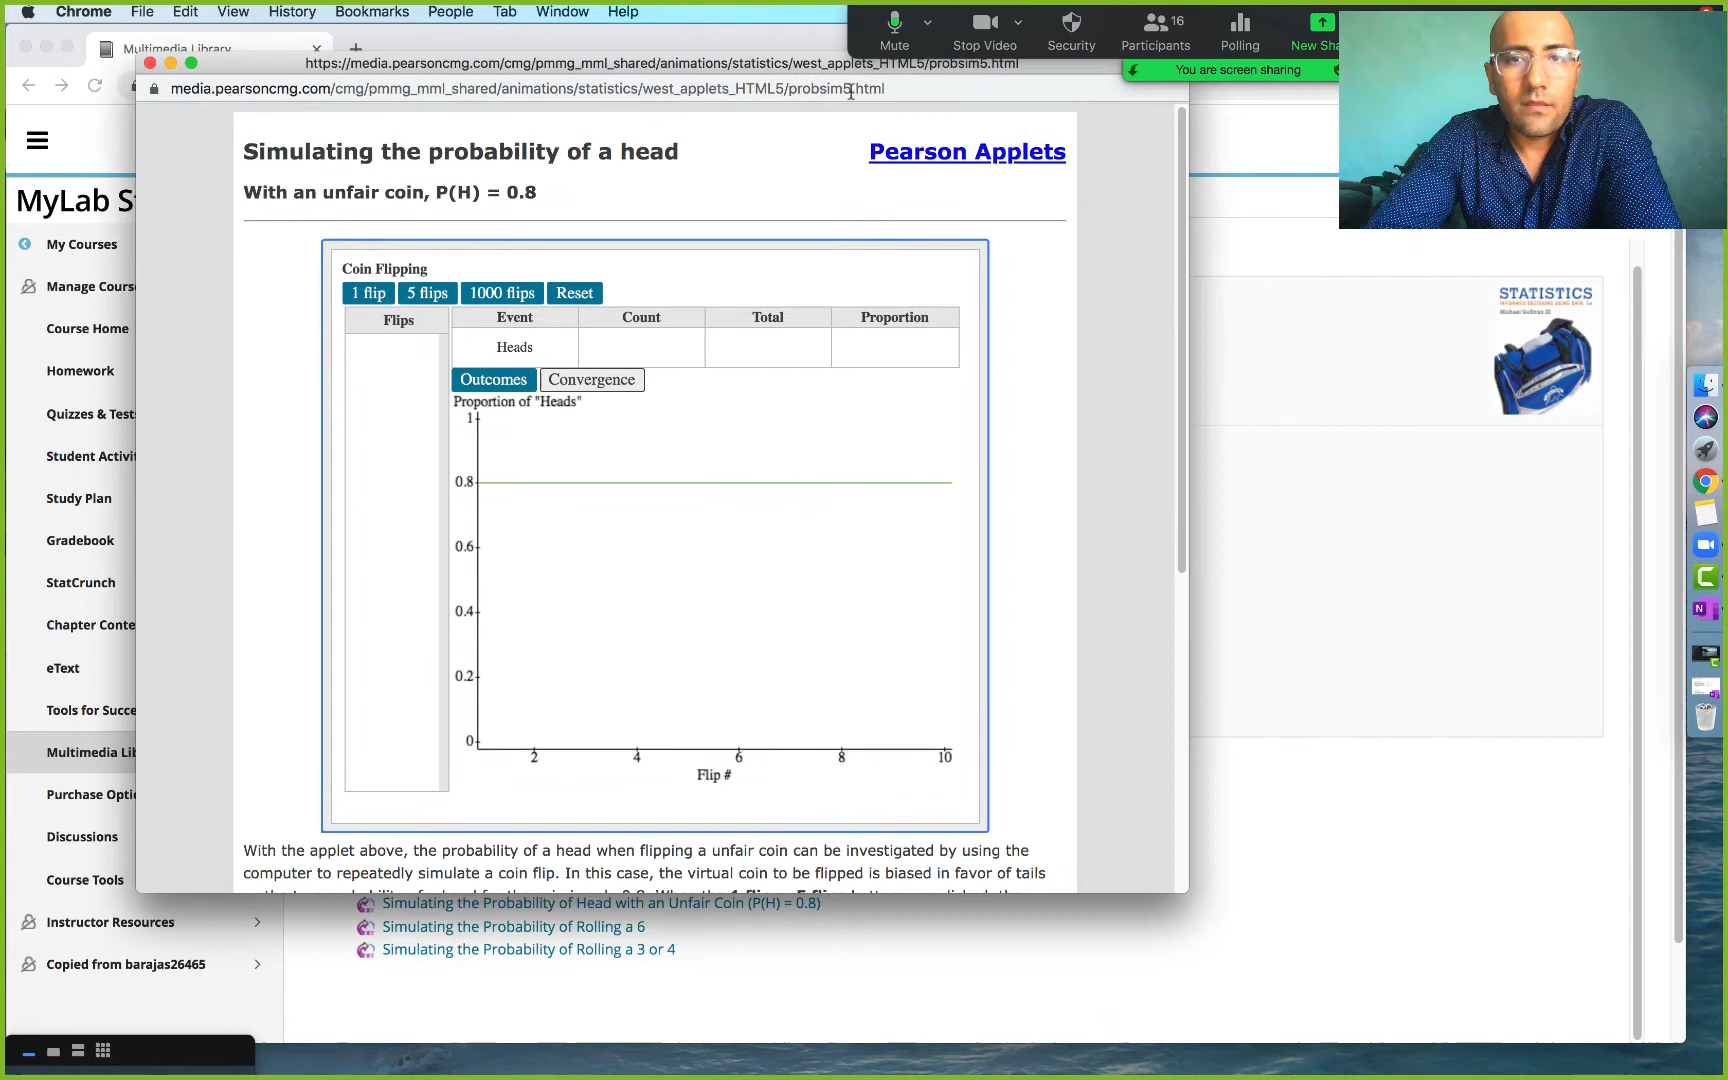 Chrome File Edit View History Bookmarks People Tab Window Help
Mute Stop Video Security Participants 16 Polling New Sha
You are screen sharing
Multimedia Library
https://media.pearsoncmg.com/cmg/pmmg_mml_shared/animations/statistics/west_applets_HTML5/probsim5.html
media.pearsoncmg.com/cmg/pmmg_mml_shared/animations/statistics/west_applets_HTML5/probsim5.html
MyLab St
My Courses
Manage Cours
Course Home
Homework
Quizzes & Tests
Student Activit
Study Plan
Gradebook
StatCrunch
Chapter Conte
eText
Tools for Succe
Multimedia Lib
Purchase Optio
Discussions
Course Tools
Instructor Resources
Copied from barajas26465
Simulating the probability of a head
Pearson Applets
With an unfair coin, P(H) = 0.8
Coin Flipping
1 flip 5 flips 1000 flips Reset
Flips Event Count Total Proportion
Heads
Outcomes Convergence
Proportion of "Heads"
1
0.8
0.6
0.4
0.2
0
2 4 6 8 10
Flip #
With the applet above, the probability of a head when flipping a unfair coin can be investigated by using the
computer to repeatedly simulate a coin flip. In this case, the virtual coin to be flipped is biased in favor of tails
Simulating the Probability of Head with an Unfair Coin (P(H) = 0.8)
Simulating the Probability of Rolling a 6
Simulating the Probability of Rolling a 3 or 4
STATISTICS
Michael Sullivan III